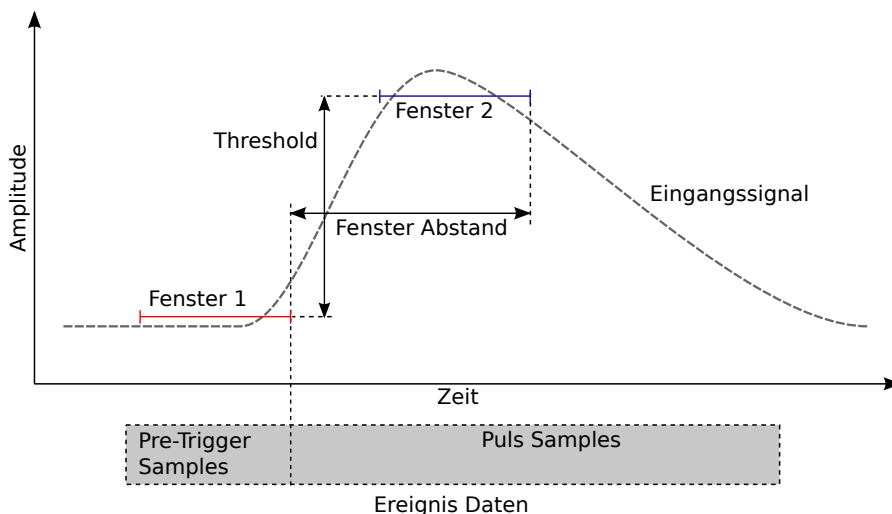 Amplitude
Threshold
Fenster 2
Eingangssignal
Fenster Abstand
Fenster 1
Zeit
Pre-Trigger
Samples
Puls Samples
Ereignis Daten